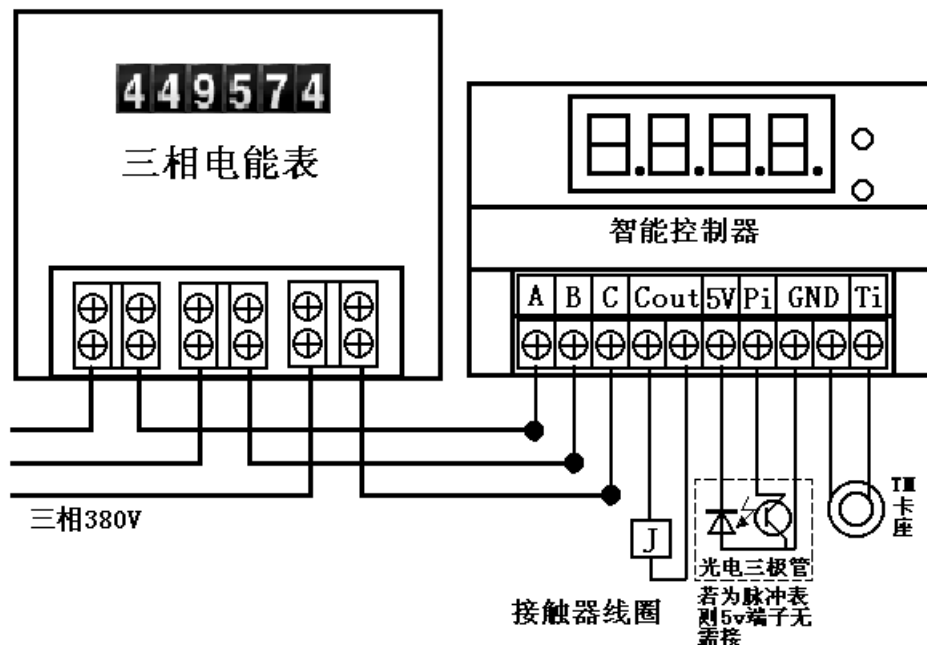 449574
三相电能表
8.8.8.8.
智能控制器
A B C Cout 5V Pi GND Ti
三相380V
J
TM
卡
座
光电三极管
接触器线圈
若为脉冲表
则5v端子无
需接